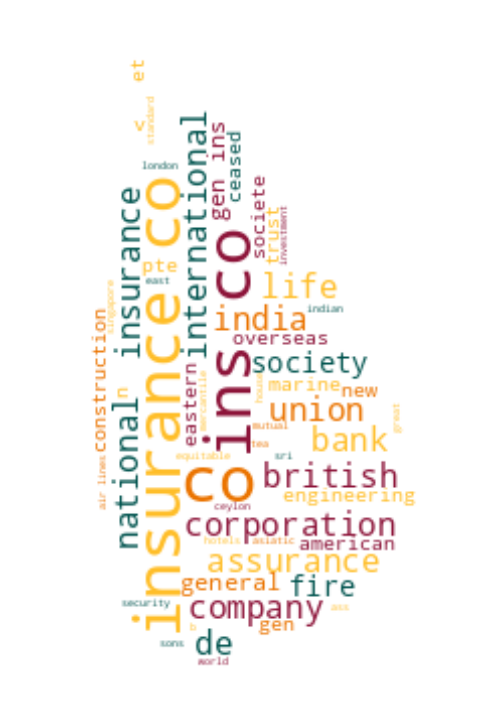 et
<
standard
international
gen ins
ceased
london
insurance co
insurance
societe
trust
investment
ins co
pte
east
life
singapore
india
indian
construction
overseas
society
eastern
mercantile
house
marine
new
n
national
union
great
mutual
bank
tea
equitable
sri
air lines
co
british
engineering
ceylon
corporation
hotels
asiatic
american
assurance
general
fire
security
company
ass
b
gen
sons
de
world